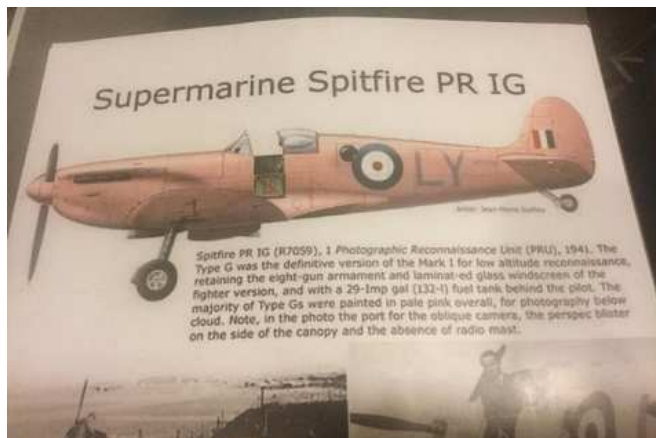 Supermarine Spitfire PR IG
LY
Artist: Jean-Marie Guillou
Spitfire PR IG (R7059), 1 Photographic Reconnaissance Unit (PRU), 1941. The
Type G was the definitive version of the Mark I for low altitude reconnaissance,
retaining the eight-gun armament and laminat-ed glass windscreen of the
fighter version, and with a 29-Imp gal (132-l) fuel tank behind the pilot. The
majority of Type Gs were painted in pale pink overall, for photography below
cloud. Note, in the photo the port for the oblique camera, the perspec blister
on the side of the canopy and the absence of radio mast.